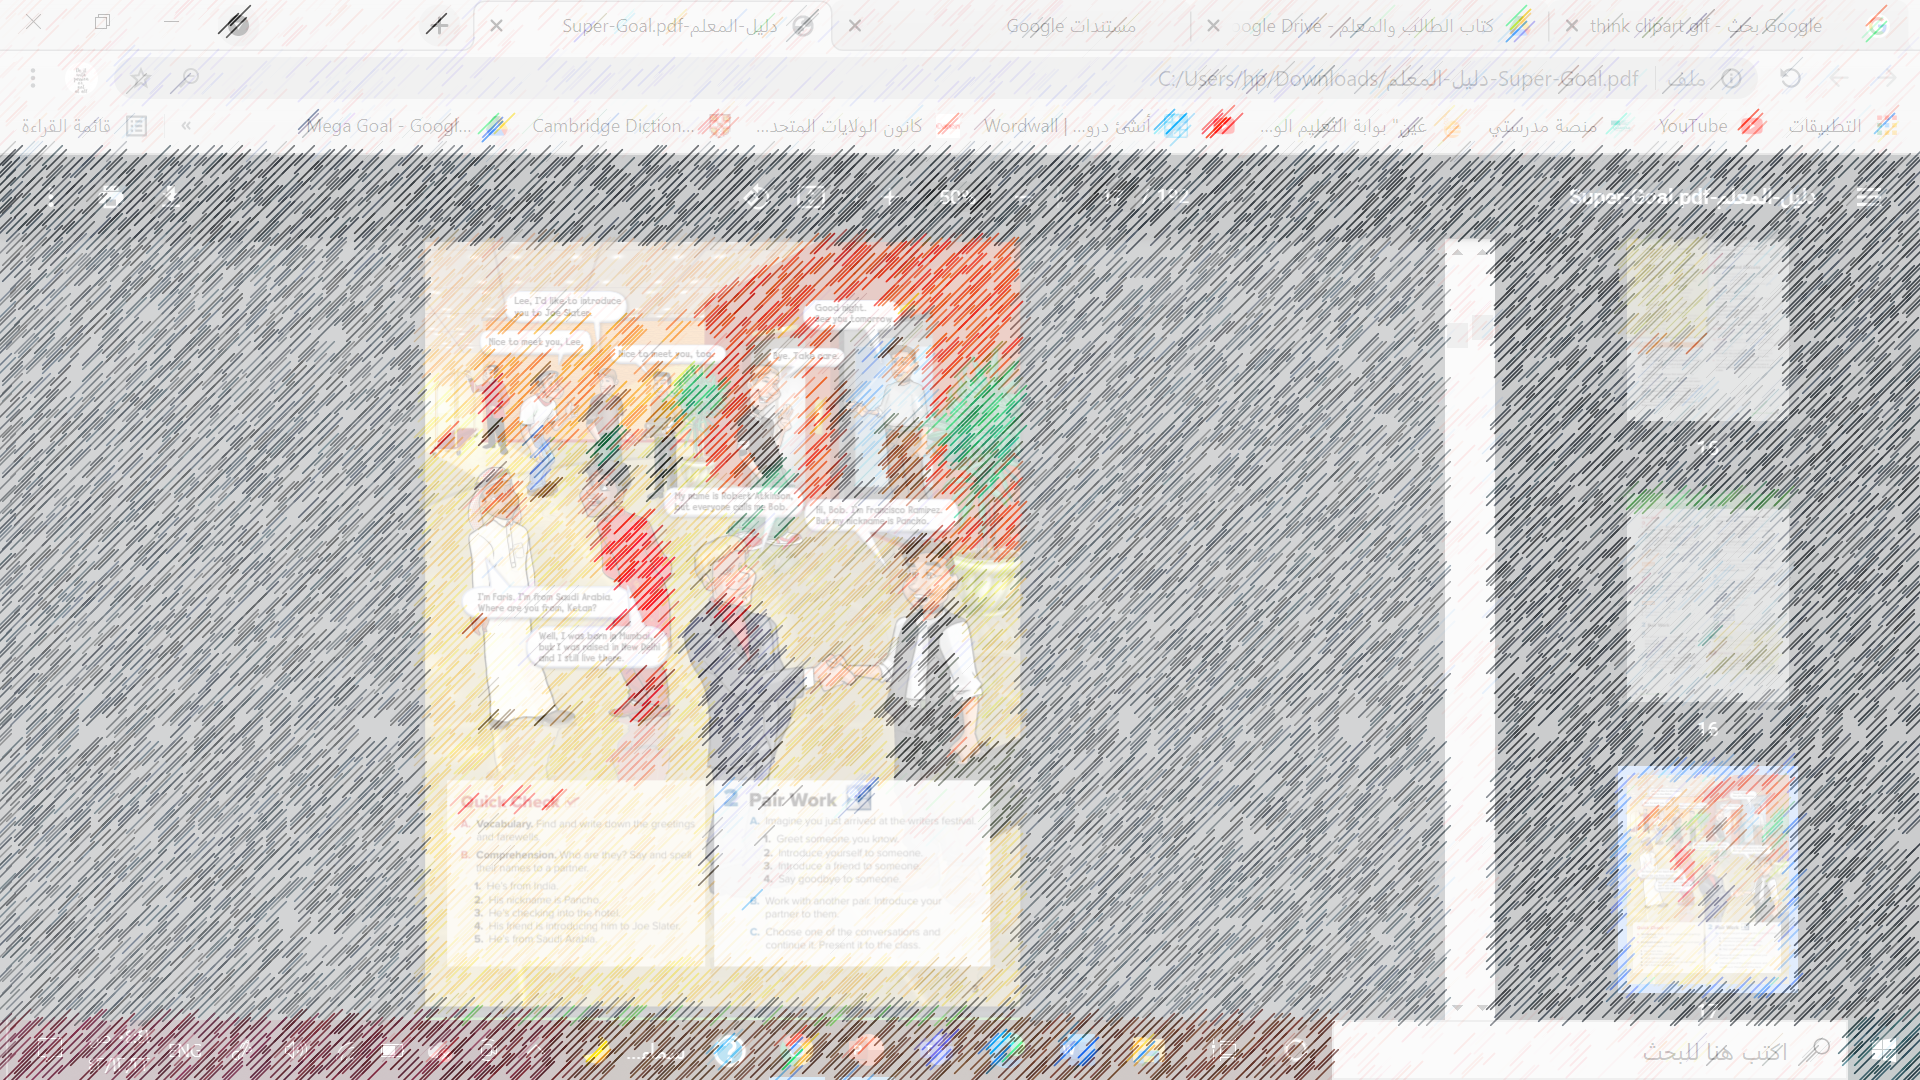 think clipart gif - بحث Google
كتاب الطالب والمعلم - Google Drive
مستندات Google
دليل-المعلم-Super-Goal.pdf
ملف
C:/Users/hp/Downloads/دليل-المعلم-Super-Goal.pdf
التطبيقات
YouTube
منصة مدرستي
عين" بوابة التعليم الو...
أنشئ درو... | Wordwall
كانون الولايات المتحد...
Cambridge Diction...
Mega Goal - Googl...
«
قائمة القراءة
دليل-المعلم-Super-Goal.pdf
/ 192
50%
Lee, I'd like to introduce
you to Joe Slater.
Nice to meet you, Lee.
Nice to meet you, too.
Good night.
See you tomorrow.
Bye. Take care.
My name is Robert Atkinson,
but everyone calls me Bob.
Hi, Bob. I'm Francisco Ramirez.
But my nickname is Pancho.
I'm Faris. I'm from Saudi Arabia.
Where are you from, Ketan?
Well, I was born in Mumbai,
but I was raised in New Delhi
and I still live there.
Quick Check ✓
A. Vocabulary. Find and write down the greetings
and farewells.
B. Comprehension. Who are they? Say and spell
their names to a partner.
1. He's from India.
2. His nickname is Pancho.
3. He's checking into the hotel.
4. His friend is introducing him to Joe Slater.
5. He's from Saudi Arabia.
2 Pair Work
A. Imagine you just arrived at the writers festival.
1. Greet someone you know.
2. Introduce yourself to someone.
3. Introduce a friend to someone.
4. Say goodbye to someone.
B. Work with another pair. Introduce your
partner to them.
C. Choose one of the conversations and
continue it. Present it to the class.
15
16
اكتب هنا للبحث
ENG